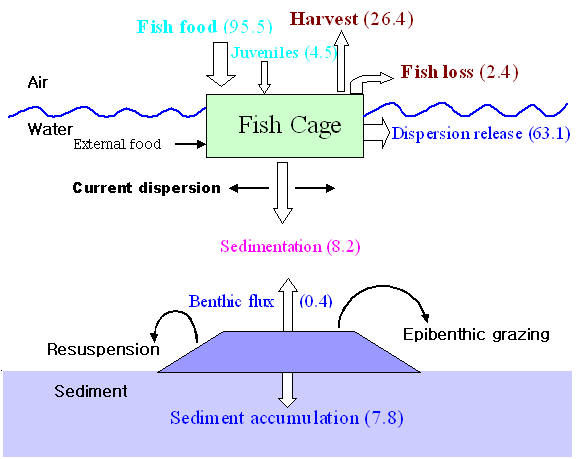 Harvest (26.4)
Fish food (95.5)
Juveniles (4.5)
Fish loss (2.4)
Air
Water
Fish Cage
Dispersion release (63.1)
External food
Current dispersion
Sedimentation (8.2)
Benthic flux (0.4)
Epibenthic grazing
Resuspension
Sediment
Sediment accumulation (7.8)